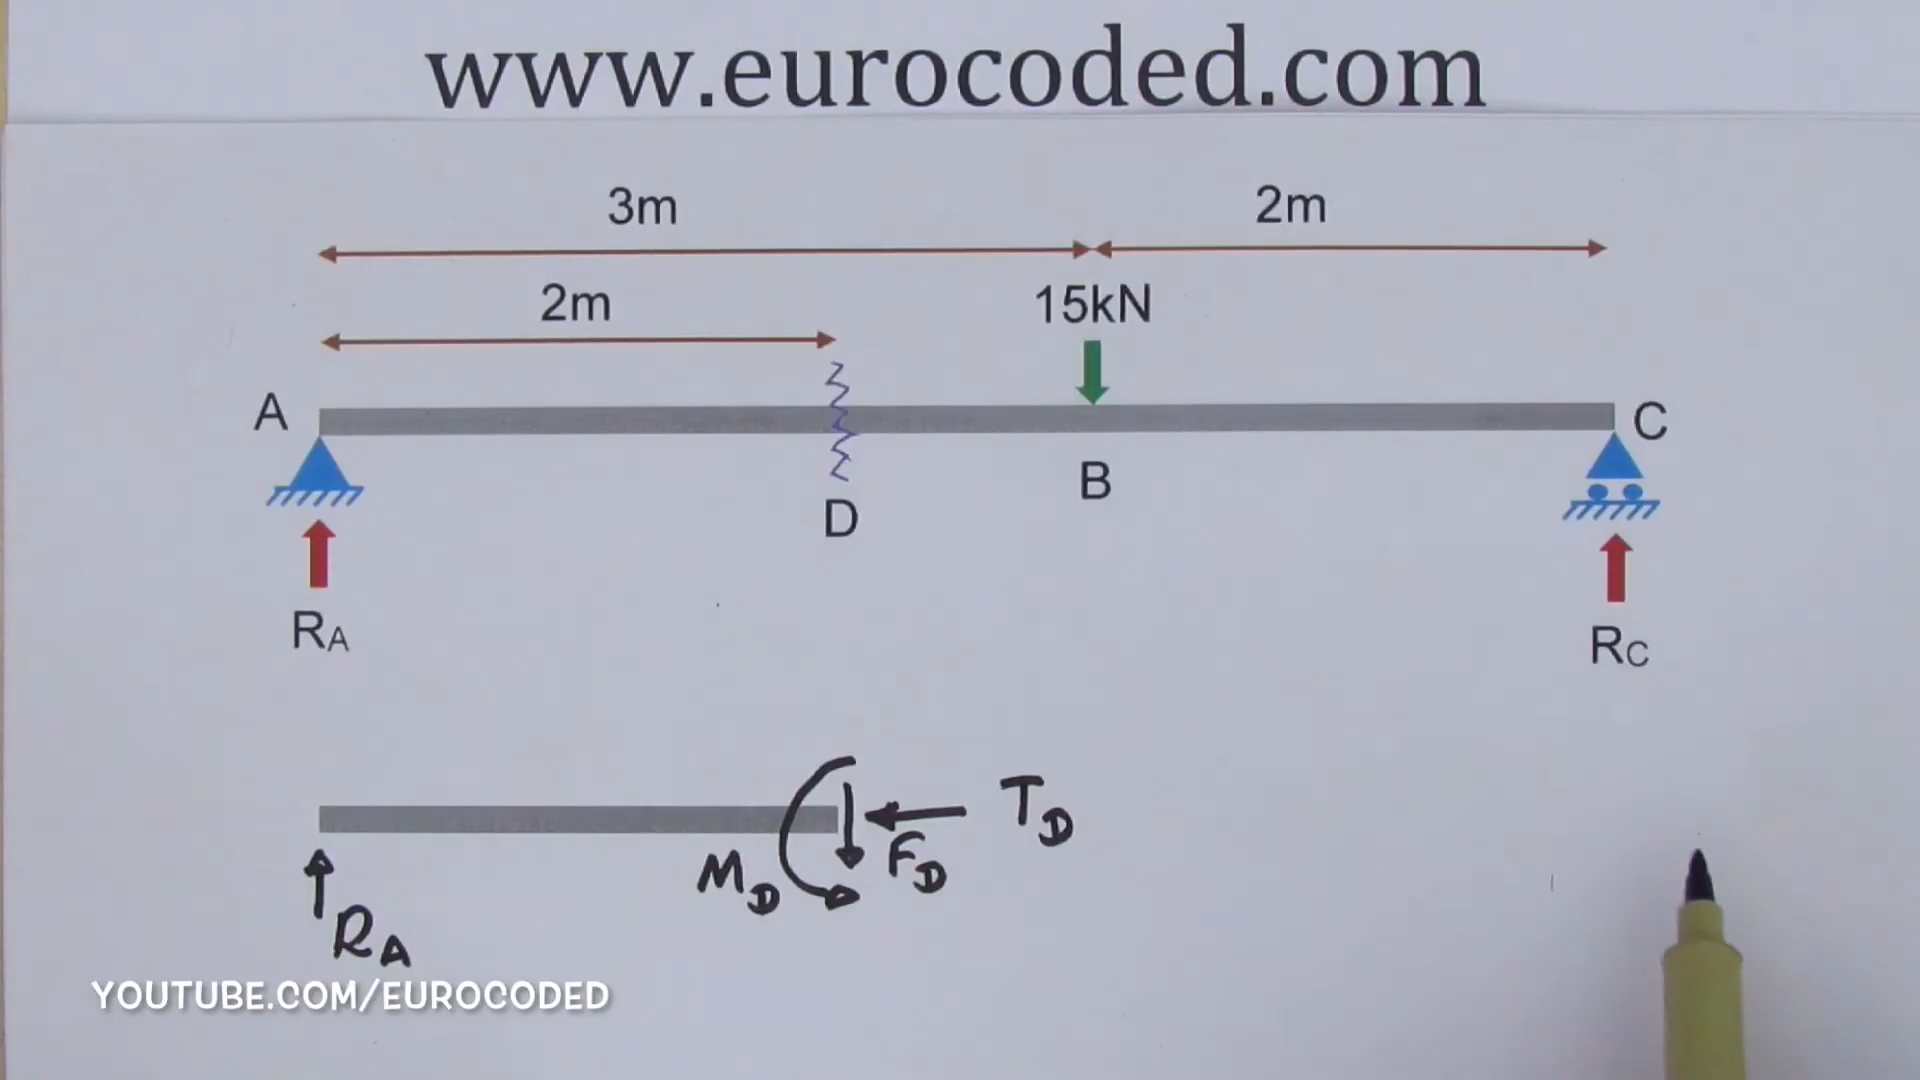 www.eurocoded.com
3m 2m
2m 15kN
A C
D B
RA RC
TD
MD FD
RA
YOUTUBE.COM/EUROCODED